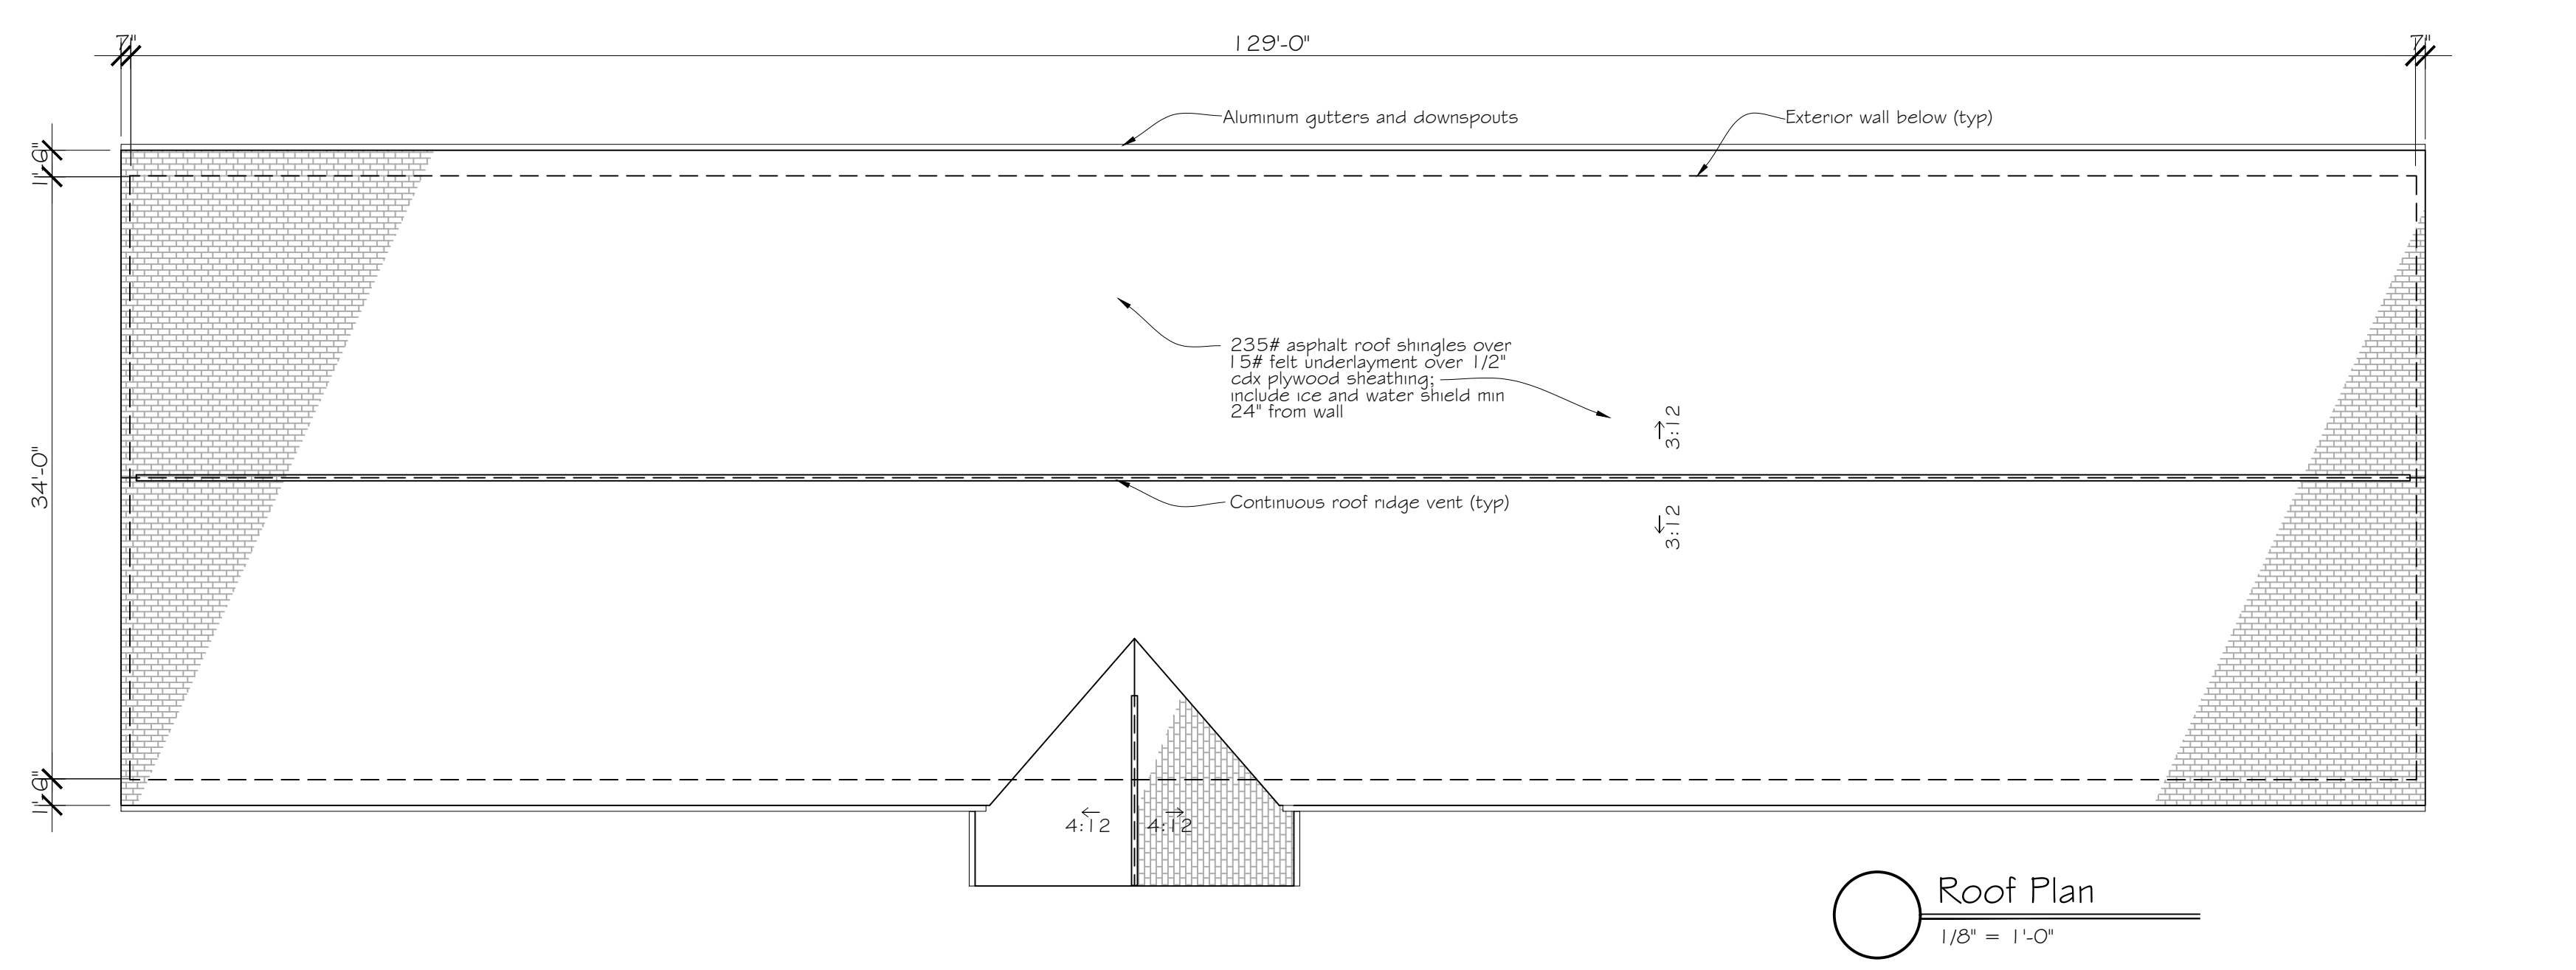 7"
129'-0"
7"
Aluminum gutters and downspouts
Exterior wall below (typ)
1'-6"
235# asphalt roof shingles over
15# felt underlayment over 1/2"
cdx plywood sheathing;
include ice and water shield min
24" from wall
3:12
34'-0"
Continuous roof ridge vent (typ)
3:12
1'-6"
4:12
4:12
Roof Plan
1/8" = 1'-0"